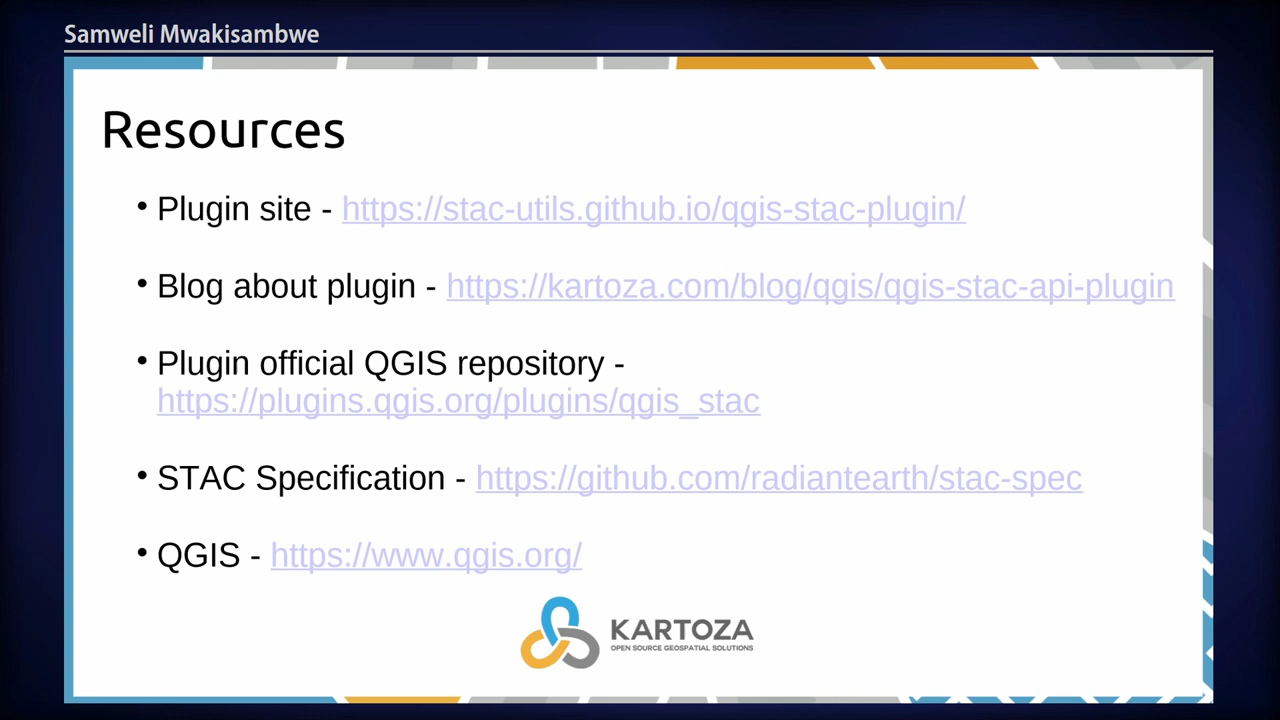 Samweli Mwakisambwe
Resources
• Plugin site - https://stac-utils.github.io/qgis-stac-plugin/
• Blog about plugin - https://kartoza.com/blog/qgis/qgis-stac-api-plugin
• Plugin official QGIS repository -
https://plugins.qgis.org/plugins/qgis_stac
• STAC Specification - https://github.com/radiantearth/stac-spec
• QGIS - https://www.qgis.org/
KARTOZA
OPEN SOURCE GEOSPATIAL SOLUTIONS